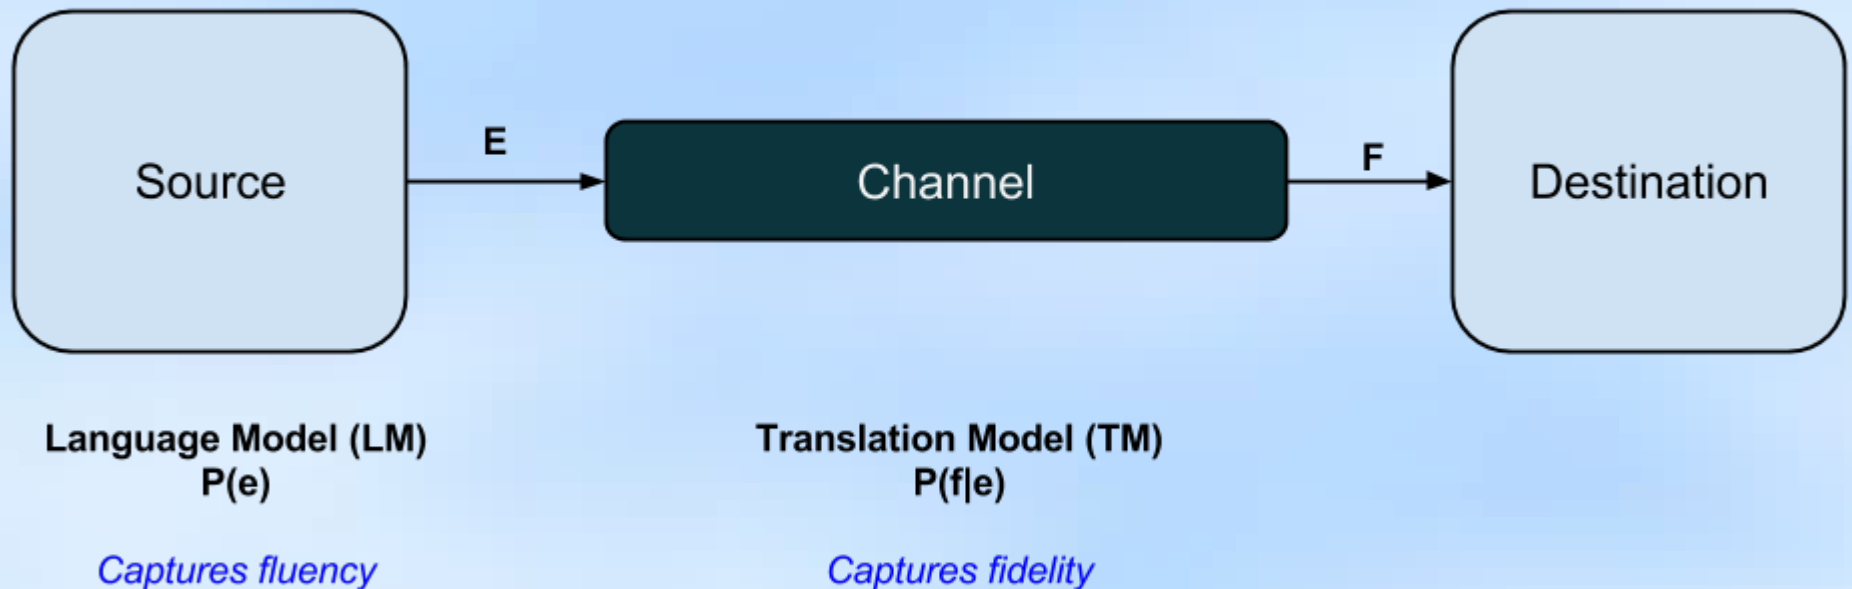 Source
E
Channel
F
Destination
Language Model (LM)
P(e)
Captures fluency
Translation Model (TM)
P(f|e)
Captures fidelity